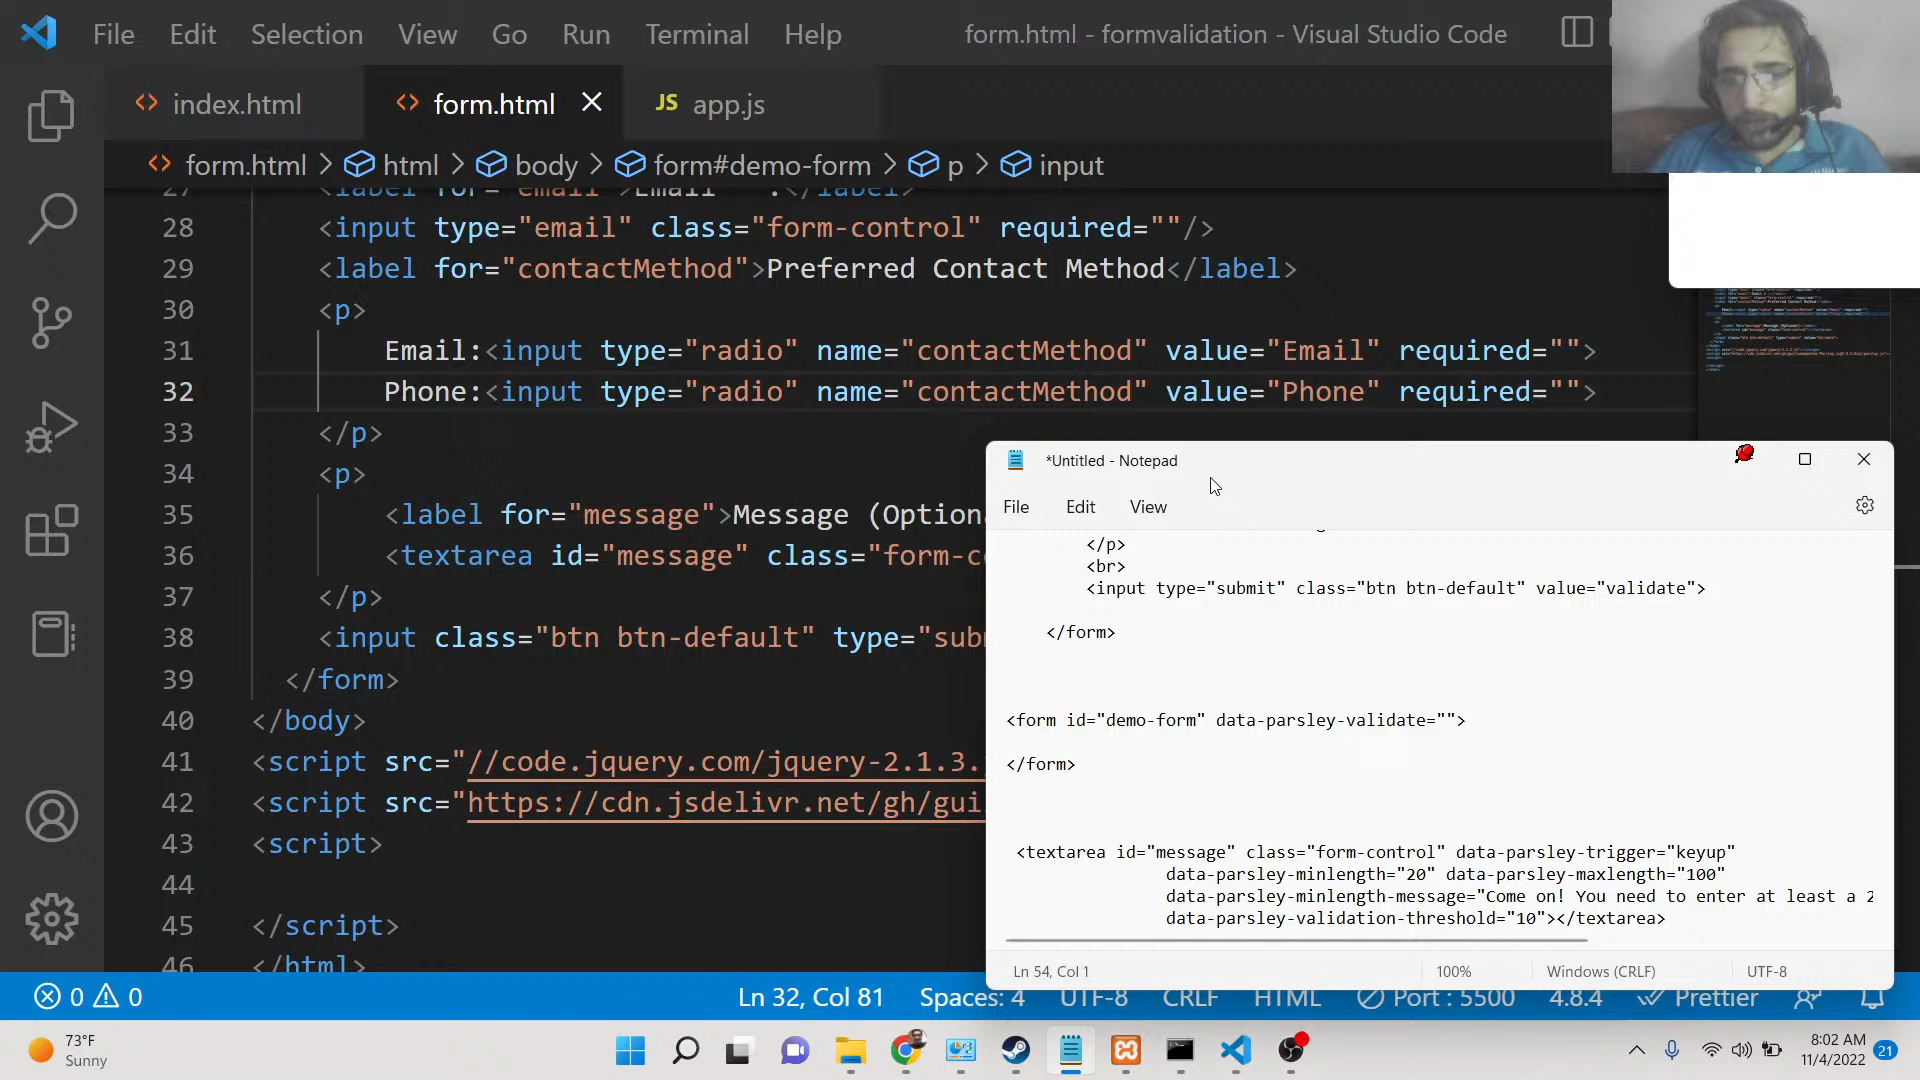 File Edit Selection View Go Run Terminal Help
form.html - formvalidation - Visual Studio Code
index.html
form.html
JS app.js
form.html > html > body > form#demo-form > p > input
28 <input type="email" class="form-control" required=""/>
29 <label for="contactMethod">Preferred Contact Method</label>
30 <p>
31 Email:<input type="radio" name="contactMethod" value="Email" required="">
32 Phone:<input type="radio" name="contactMethod" value="Phone" required="">
33 </p>
34 <p>
35 <label for="message">Message (Option
36 <textarea id="message" class="form-c
37 </p>
38 <input class="btn btn-default" type="sub
39 </form>
40 </body>
41 <script src="//code.jquery.com/jquery-2.1.3.
42 <script src="https://cdn.jsdelivr.net/gh/gui
43 <script>
44
45 </script>
46 </html>
*Untitled - Notepad
File Edit View
</p>
<br>
<input type="submit" class="btn btn-default" value="validate">
</form>
<form id="demo-form" data-parsley-validate="">
</form>
<textarea id="message" class="form-control" data-parsley-trigger="keyup"
data-parsley-minlength="20" data-parsley-maxlength="100"
data-parsley-minlength-message="Come on! You need to enter at least a 2
data-parsley-validation-threshold="10"></textarea>
Ln 54, Col 1 100% Windows (CRLF) UTF-8
0 0 Ln 32, Col 81 Spaces: 4 UTF-8 CRLF HTML Port : 5500 4.8.4 Prettier
73°F
Sunny
8:02 AM
11/4/2022
21